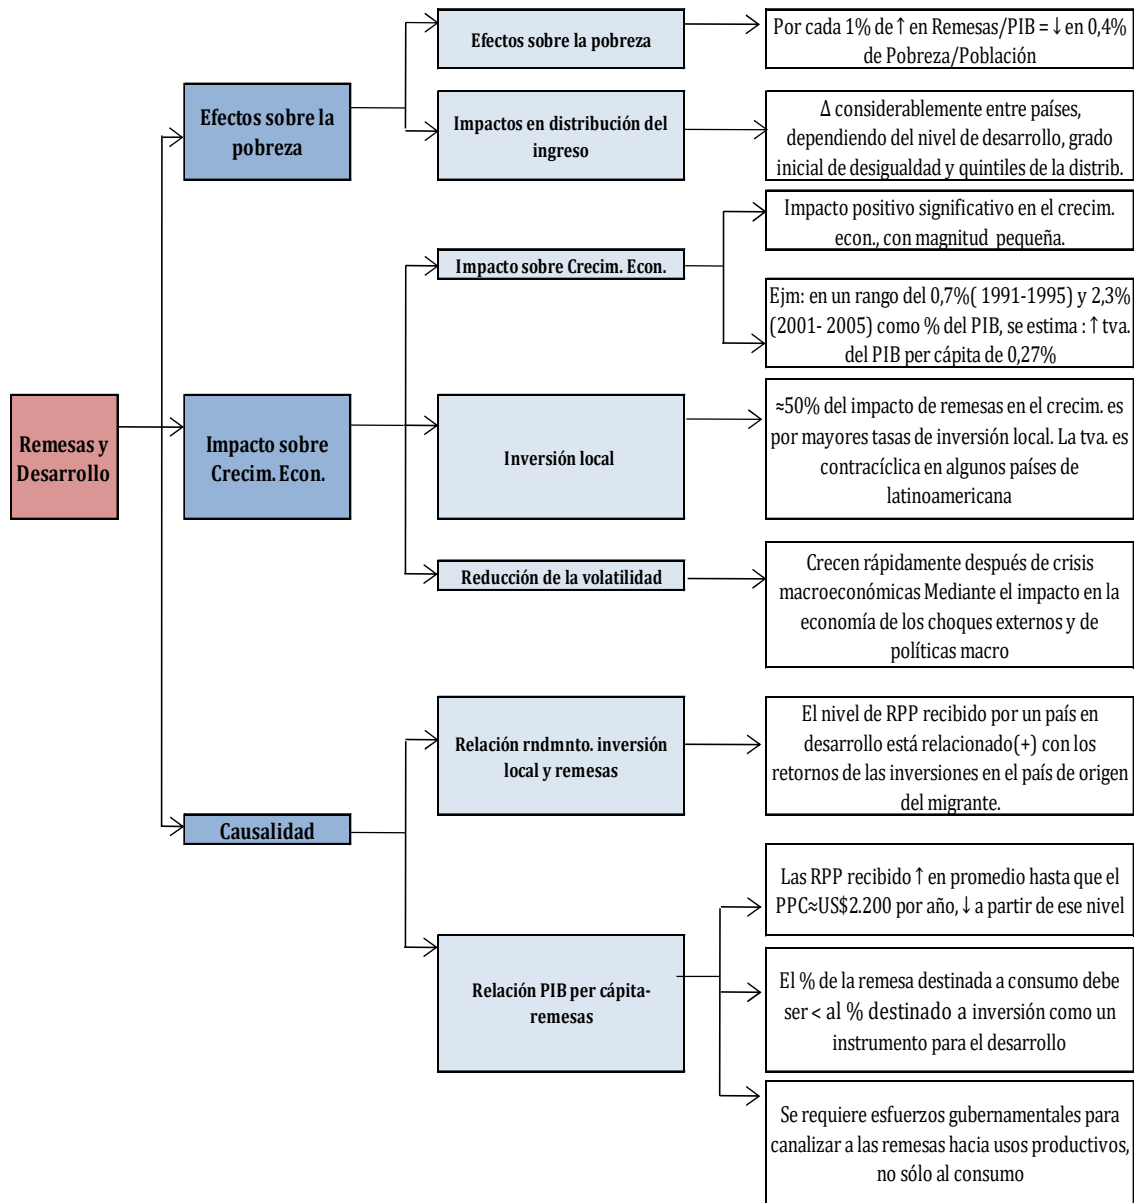 Remesas y
Desarrollo
Efectos sobre la
pobreza
Efectos sobre la pobreza
Por cada 1% de ↑ en Remesas/PIB = ↓ en 0,4%
de Pobreza/Población
Impactos en distribución del
ingreso
Δ considerablemente entre países,
dependiendo del nivel de desarrollo, grado
inicial de desigualdad y quintiles de la distrib.
Impacto sobre
Crecim. Econ.
Impacto sobre Crecim. Econ.
Impacto positivo significativo en el crecim.
econ., con magnitud pequeña.
Ejm: en un rango del 0,7%( 1991-1995) y 2,3%
(2001- 2005) como % del PIB, se estima : ↑ tva.
del PIB per cápita de 0,27%
Inversión local
≈50% del impacto de remesas en el crecim. es
por mayores tasas de inversión local. La tva. es
contracíclica en algunos países de
latinoamericana
Reducción de la volatilidad
Crecen rápidamente después de crisis
macroeconómicas Mediante el impacto en la
economía de los choques externos y de
políticas macro
Causalidad
Relación rndmnto. inversión
local y remesas
El nivel de RPP recibido por un país en
desarrollo está relacionado(+) con los
retornos de las inversiones en el país de origen
del migrante.
Relación PIB per cápita-
remesas
Las RPP recibido ↑ en promedio hasta que el
PPC≈US$2.200 por año, ↓ a partir de ese nivel
El % de la remesa destinada a consumo debe
ser < al % destinado a inversión como un
instrumento para el desarrollo
Se requiere esfuerzos gubernamentales para
canalizar a las remesas hacia usos productivos,
no sólo al consumo